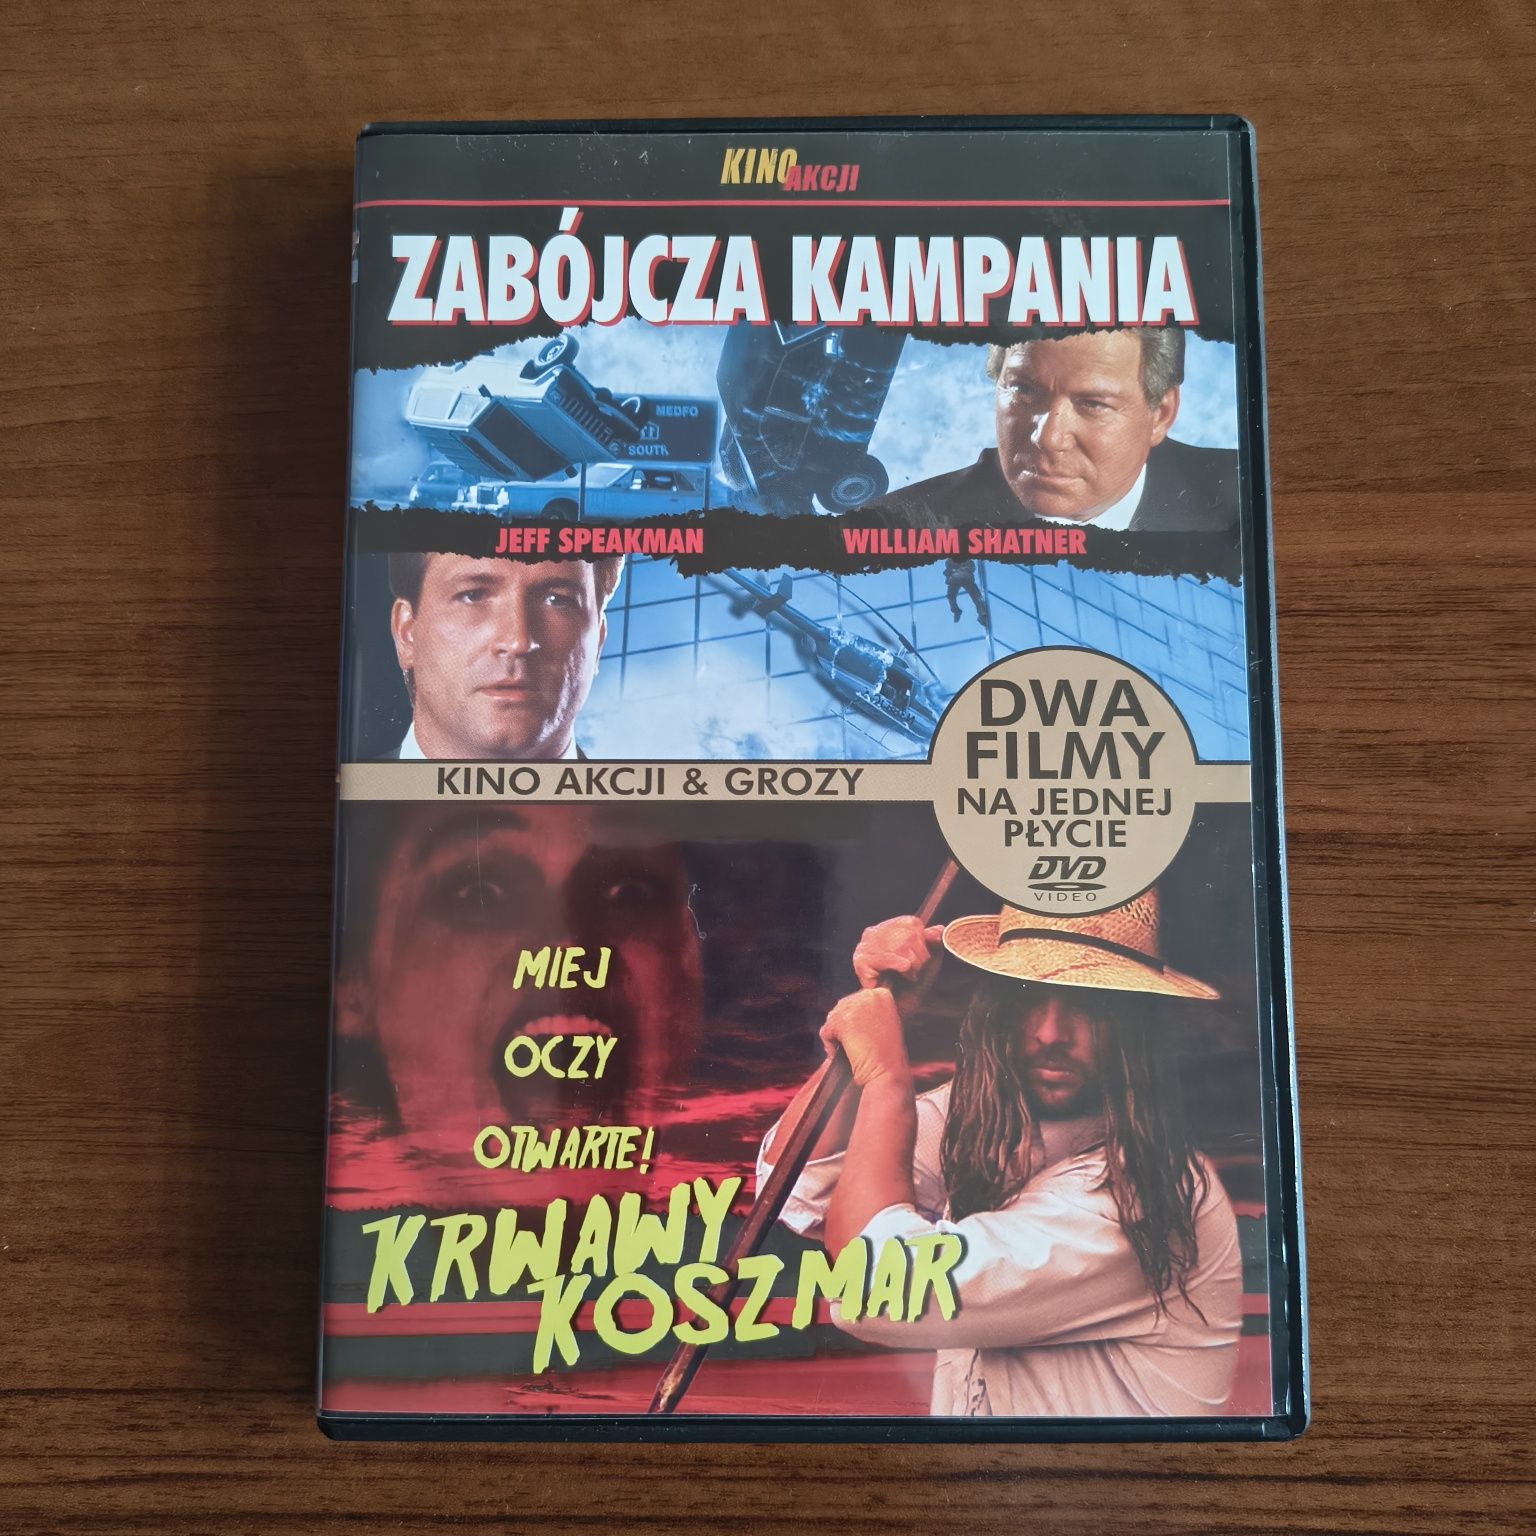 KINO AKCJI
ZABÓJCZA KAMPANIA
MEDFO
SOUTH
JEFF SPEAKMAN WILLIAM SHATNER
KINO AKCJI & GROZY
DWA
FILMY
NA JEDNEJ
PŁYCIE
DVD
VIDEO
MIEJ
OCZY
OTWARTE!
KRWAWY
KOSZMAR